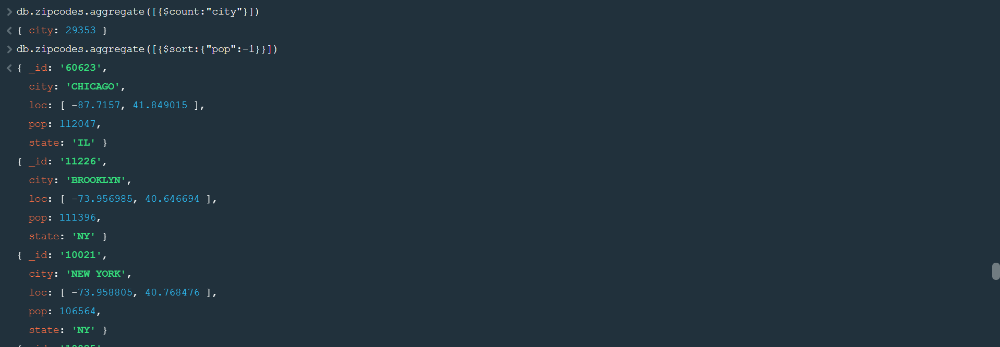 > db.zipcodes.aggregate([{$count:"city"}])
< { city: 29353 }
> db.zipcodes.aggregate([{$sort:{"pop":-1}}])
< { _id: '60623',
city: 'CHICAGO',
loc: [ -87.7157, 41.849015 ],
pop: 112047,
state: 'IL' }
{ _id: '11226',
city: 'BROOKLYN',
loc: [ -73.956985, 40.646694 ],
pop: 111396,
state: 'NY' }
{ _id: '10021',
city: 'NEW YORK',
loc: [ -73.958805, 40.768476 ],
pop: 106564,
state: 'NY' }